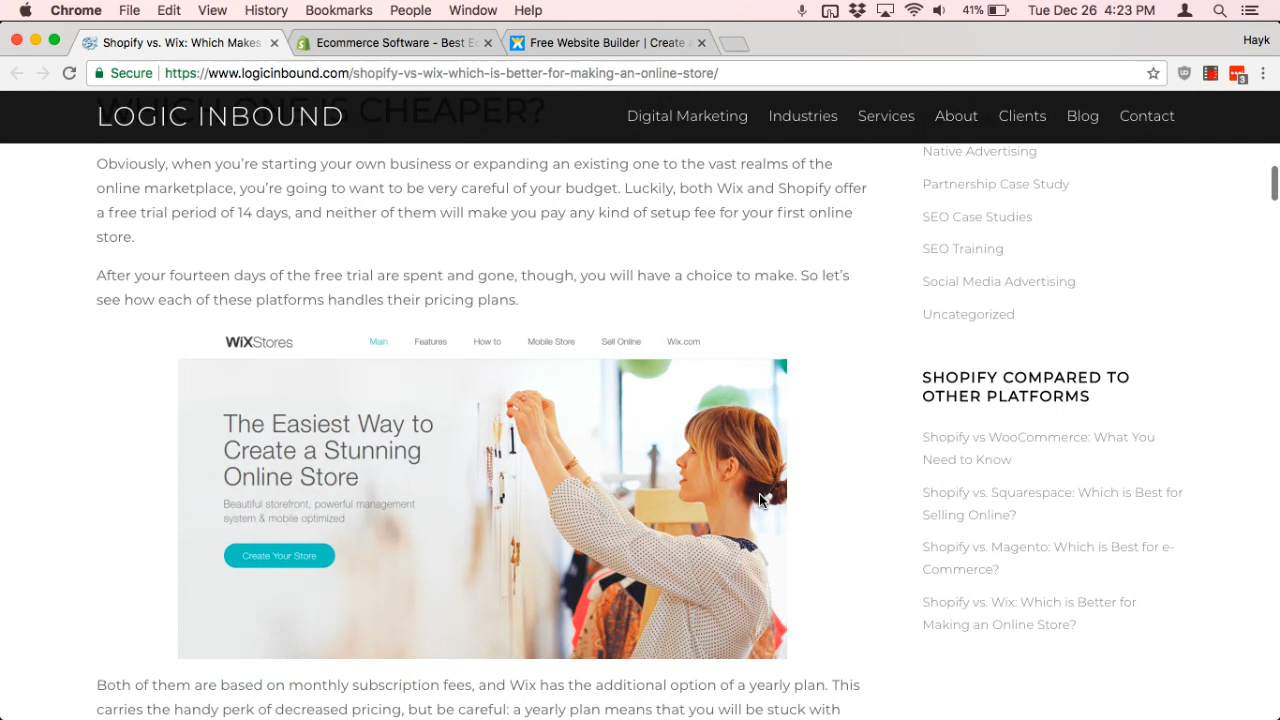 Chrome File Edit View History Bookmarks People Window Help 41% Tue Dec 26 4:23 PM
Shopify vs. Wix: Which Makes Ecommerce Software - Best Ec Free Website Builder | Create a Hayk
Secure https://www.logicinbound.com/shopify-vs-wix-which-is-better-for-making-an-online-store/
3
LOGIC INBOUND Digital Marketing Industries Services About Clients Blog Contact
WHICH ONE IS CHEAPER?
Obviously, when you're starting your own business or expanding an existing one to the vast realms of the
online marketplace, you're going to want to be very careful of your budget. Luckily, both Wix and Shopify offer
a free trial period of 14 days, and neither of them will make you pay any kind of setup fee for your first online
store.
After your fourteen days of the free trial are spent and gone, though, you will have a choice to make. So let's
see how each of these platforms handles their pricing plans.
WiXStores Main Features How to Mobile Store Sell Online Wix.com
The Easiest Way to
Create a Stunning
Online Store
Beautiful storefront, powerful management
system & mobile optimized
Create Your Store
Both of them are based on monthly subscription fees, and Wix has the additional option of a yearly plan. This
carries the handy perk of decreased pricing, but be careful: a yearly plan means that you will be stuck with
Native Advertising
Partnership Case Study
SEO Case Studies
SEO Training
Social Media Advertising
Uncategorized
SHOPIFY COMPARED TO
OTHER PLATFORMS
Shopify vs WooCommerce: What You
Need to Know
Shopify vs. Squarespace: Which is Best for
Selling Online?
Shopify vs. Magento: Which is Best for e-
Commerce?
Shopify vs. Wix: Which is Better for
Making an Online Store?